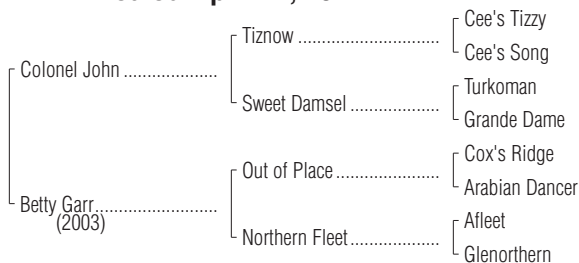 Cee's Tizzy
Tiznow
Cee's Song
Colonel John
Turkoman
Sweet Damsel
Grande Dame
Cox's Ridge
Out of Place
Arabian Dancer
Betty Garr
(2003)
Afleet
Northern Fleet
Glenorthern